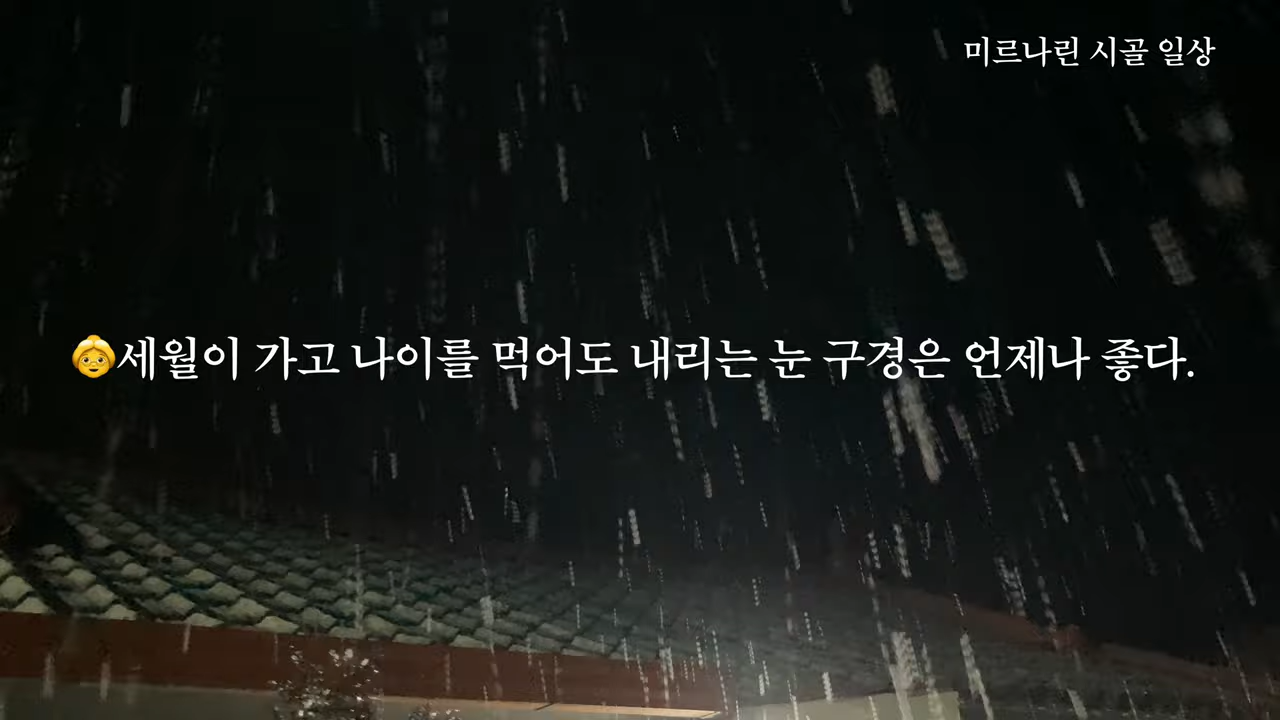 미르나린 시골 일상
👵세월이 가고 나이를 먹어도 내리는 눈 구경은 언제나 좋다.